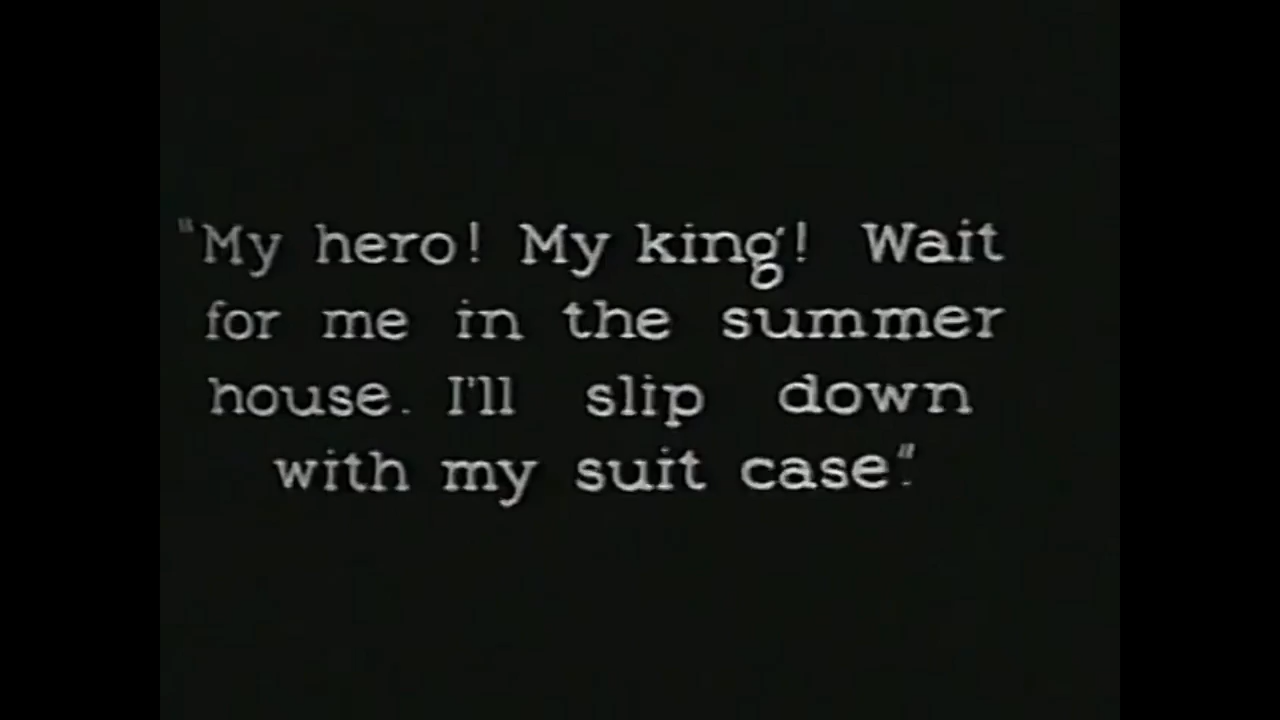 "My hero! My king! Wait
for me in the summer
house. I'll slip down
with my suit case."